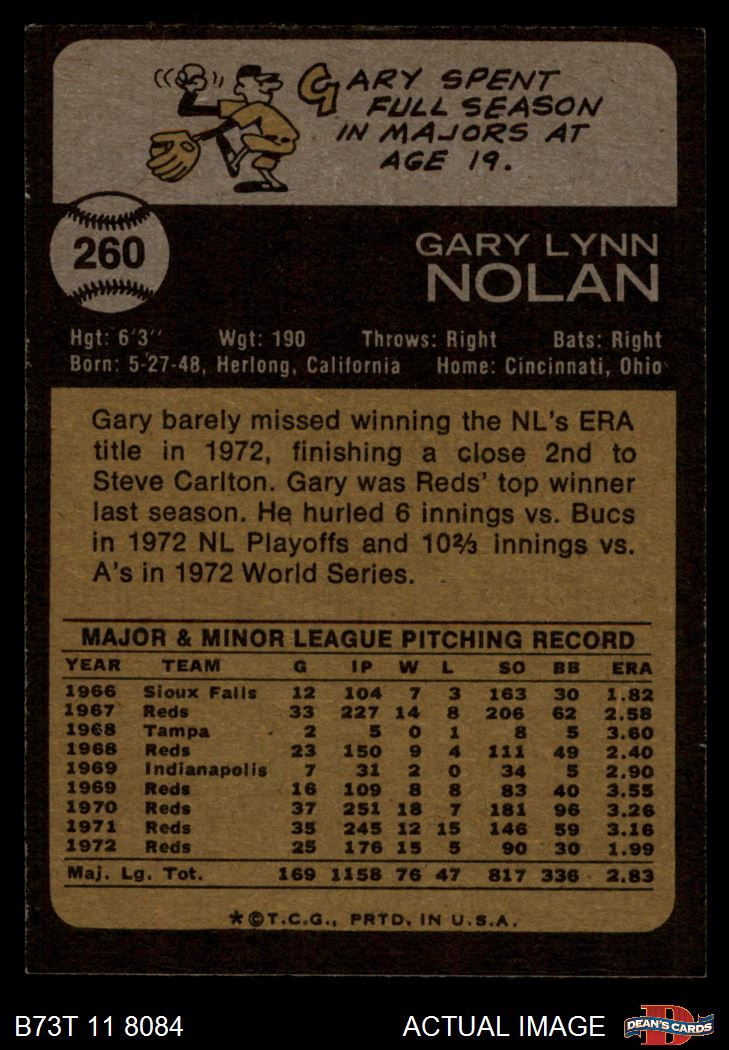 GARY SPENT
FULL SEASON
IN MAJORS AT
AGE 19.
260
GARY LYNN
NOLAN
Hgt: 6'3'' Wgt: 190 Throws: Right Bats: Right
Born: 5-27-48, Herlong, California Home: Cincinnati, Ohio
Gary barely missed winning the NL's ERA
title in 1972, finishing a close 2nd to
Steve Carlton. Gary was Reds' top winner
last season. He hurled 6 innings vs. Bucs
in 1972 NL Playoffs and 10⅔ innings vs.
A's in 1972 World Series.
MAJOR & MINOR LEAGUE PITCHING RECORD
YEAR TEAM G IP W L SO BB ERA
1966 Sioux Falls 12 104 7 3 163 30 1.82
1967 Reds 33 227 14 8 206 62 2.58
1968 Tampa 2 5 0 1 8 5 3.60
1968 Reds 23 150 9 4 111 49 2.40
1969 Indianapolis 7 31 2 0 34 5 2.90
1969 Reds 16 109 8 8 83 40 3.55
1970 Reds 37 251 18 7 181 96 3.26
1971 Reds 35 245 12 15 146 59 3.16
1972 Reds 25 176 15 5 90 30 1.99
Maj. Lg. Tot. 169 1158 76 47 817 336 2.83
*©T.C.G., PRTD. IN U.S.A.
B73T 11 8084 ACTUAL IMAGE D DEAN'S CARDS